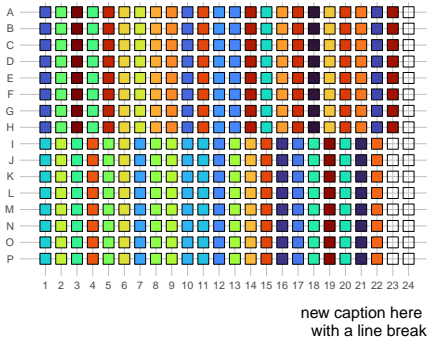 A
B
C
D
E
F
G
H
I
J
K
L
M
N
O
P
1 2 3 4 5 6 7 8 9 10 11 12 13 14 15 16 17 18 19 20 21 22 23 24
new caption here
with a line break